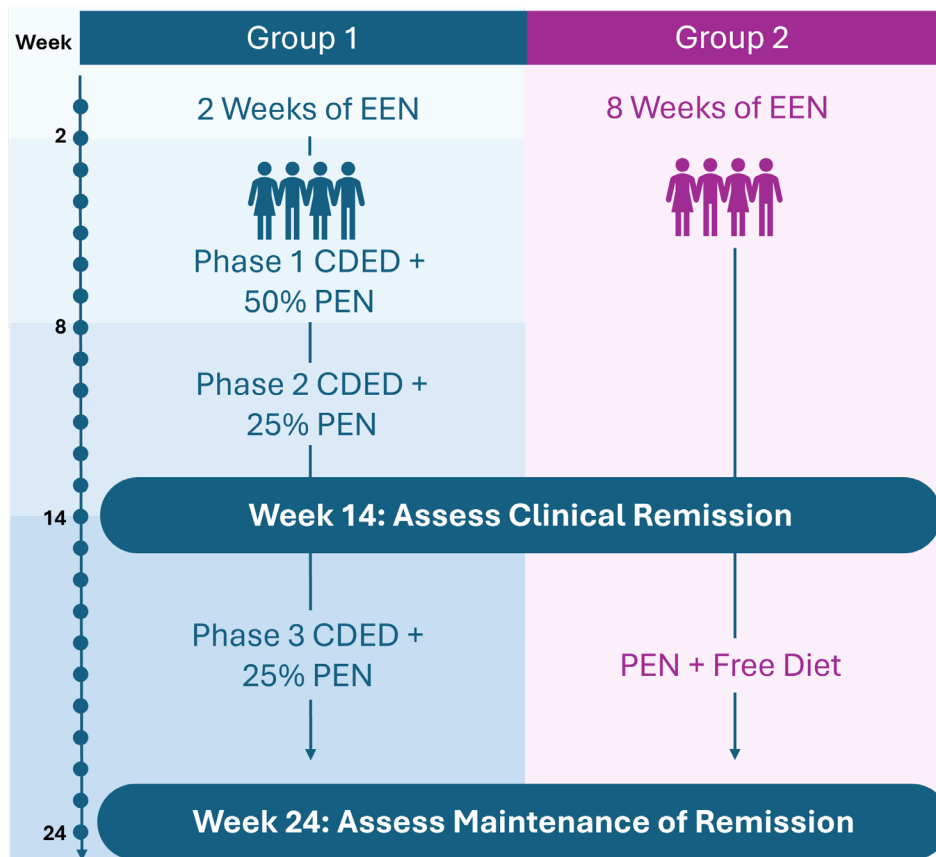 Week
Group 1
Group 2
2 Weeks of EEN
8 Weeks of EEN
2
Phase 1 CDED +
50% PEN
8
Phase 2 CDED +
25% PEN
14
Week 14: Assess Clinical Remission
Phase 3 CDED +
25% PEN
PEN + Free Diet
24
Week 24: Assess Maintenance of Remission